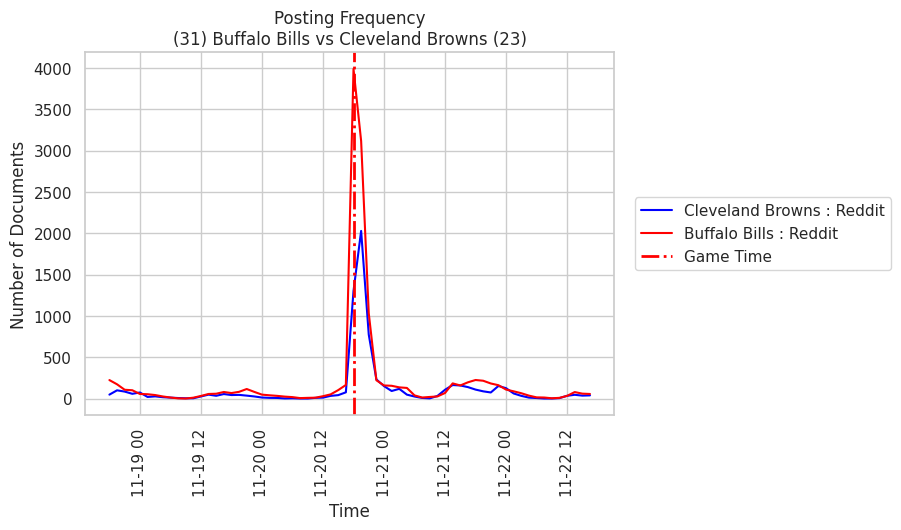 Posting Frequency
(31) Buffalo Bills vs Cleveland Browns (23)
Number of Documents
4000
3500
3000
2500
2000
1500
1000
500
0
11-19 00
11-19 12
11-20 00
11-20 12
11-21 00
11-21 12
11-22 00
11-22 12
Time
Cleveland Browns : Reddit
Buffalo Bills : Reddit
Game Time